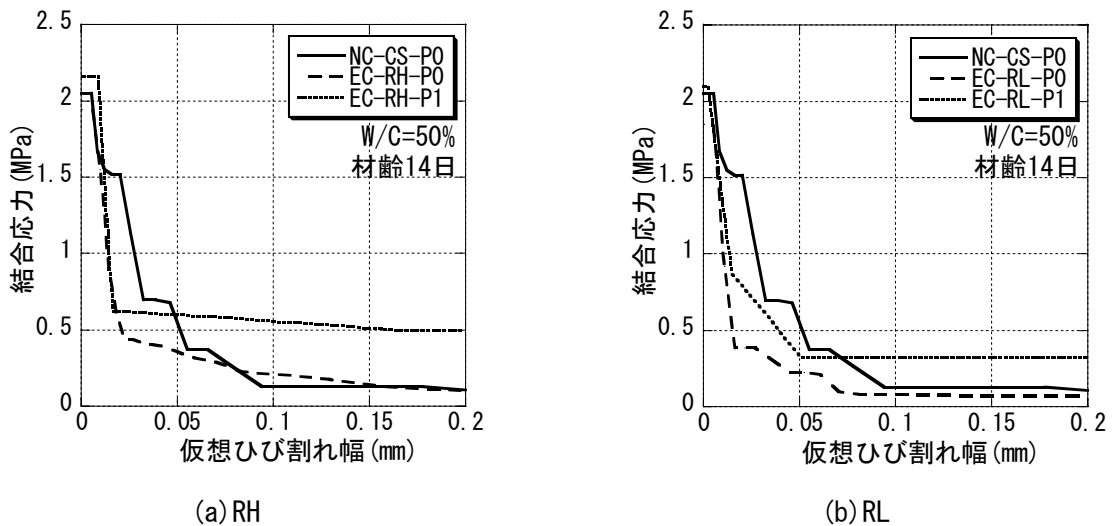 2.5
2
1.5
1
0.5
0
結合応力(MPa)
NC-CS-P0
EC-RH-P0
EC-RH-P1
W/C=50%
材齢14日
0 0.05 0.1 0.15 0.2
仮想ひび割れ幅(mm)
(a)RH
2.5
2
1.5
1
0.5
0
結合応力(MPa)
NC-CS-P0
EC-RL-P0
EC-RL-P1
W/C=50%
材齢14日
0 0.05 0.1 0.15 0.2
仮想ひび割れ幅(mm)
(b)RL